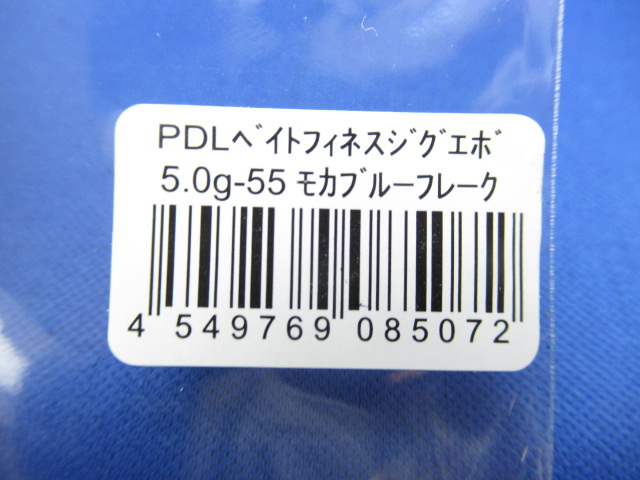 PDLﾍﾞｲﾄﾌｨﾈｽｼﾞｸﾞｴﾎﾞ
5.0g-55 ﾓｶﾌﾞﾙｰﾌﾚｰｸ
4 549769 085072